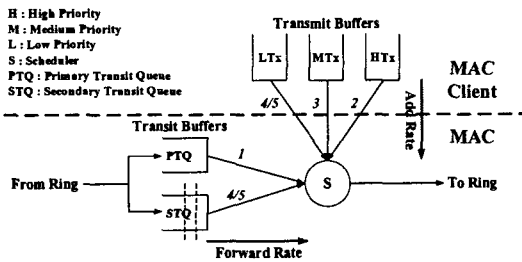 H : High Priority
M : Medium Priority
L : Low Priority
S : Scheduler
PTQ : Primary Transit Queue
STQ : Secondary Transit Queue
Transmit Buffers
LTx
MTx
HTx
MAC
Client
4/5
3
2
Add Rate
MAC
Transit Buffers
PTQ
1
From Ring
S
To Ring
STQ
4/5
Forward Rate